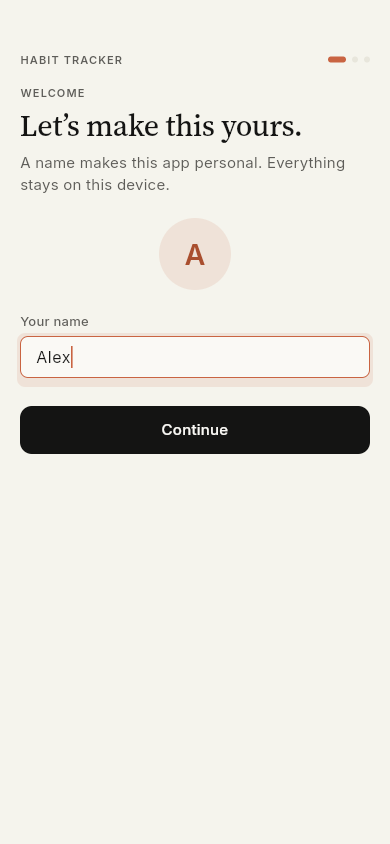 HABIT TRACKER
WELCOME
Let’s make this yours.
A name makes this app personal. Everything
stays on this device.
A
Your name
Alex
Continue